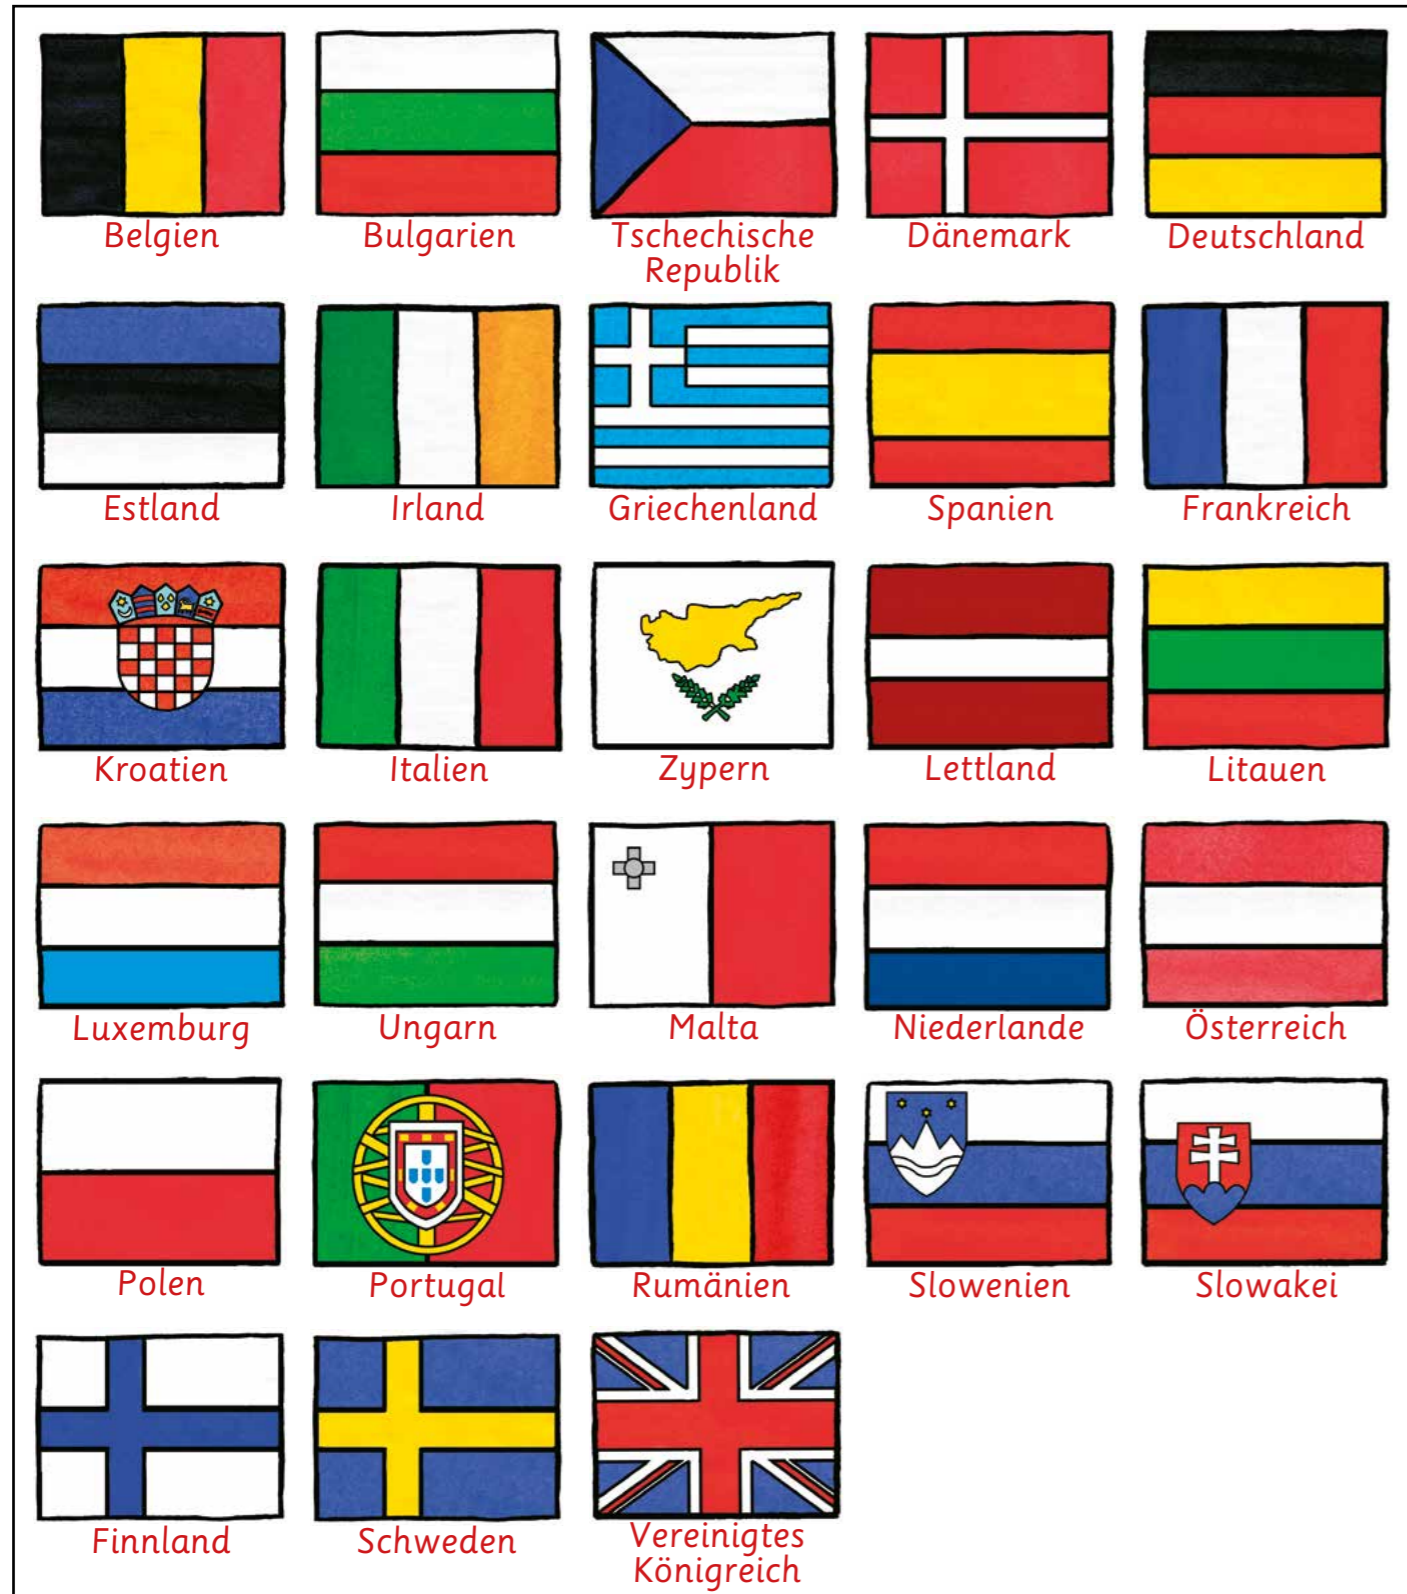 Belgien
Bulgarien
Tschechische
Republik
Dänemark
Deutschland
Estland
Irland
Griechenland
Spanien
Frankreich
Kroatien
Italien
Zypern
Lettland
Litauen
Luxemburg
Ungarn
Malta
Niederlande
Österreich
Polen
Portugal
Rumänien
Slowenien
Slowakei
Finnland
Schweden
Vereinigtes
Königreich